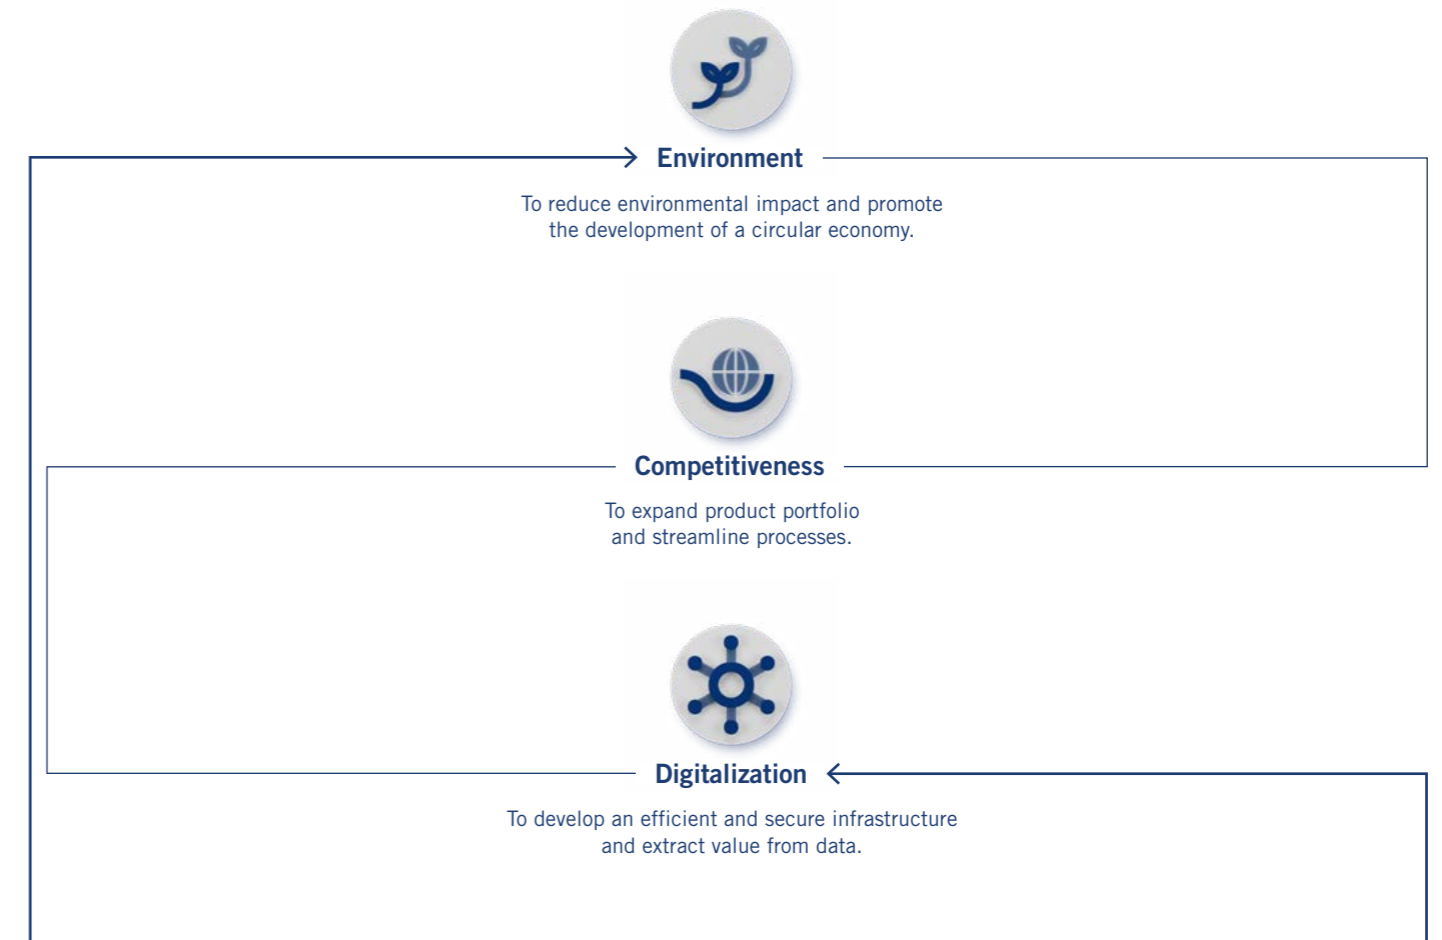 Environment
To reduce environmental impact and promote
the development of a circular economy.
Competitiveness
To expand product portfolio
and streamline processes.
Digitalization
To develop an efficient and secure infrastructure
and extract value from data.